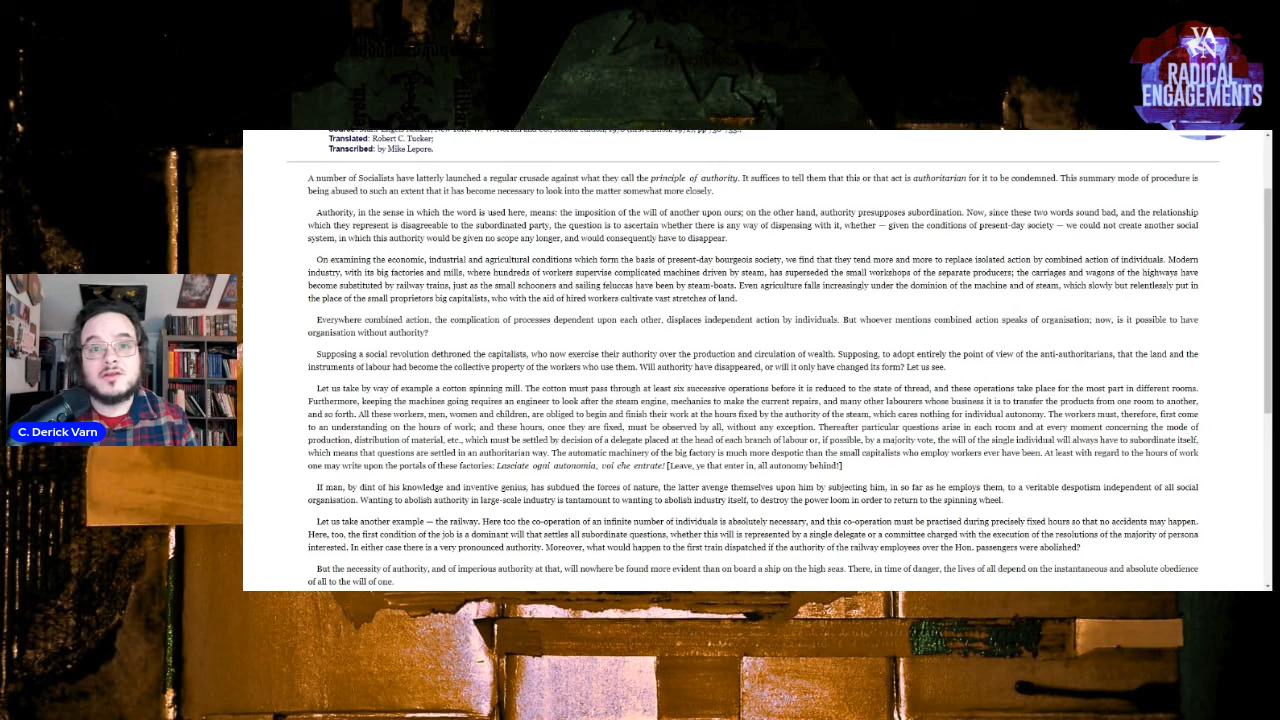 VARN
RADICAL
ENGAGEMENTS
Translated: Robert C. Tucker;
Transcribed: by Mike Lepore.
A number of Socialists have latterly launched a regular crusade against what they call the principle of authority. It suffices to tell them that this or that act is authoritarian for it to be condemned. This summary mode of procedure is
being abused to such an extent that it has become necessary to look into the matter somewhat more closely.
Authority, in the sense in which the word is used here, means: the imposition of the will of another upon ours; on the other hand, authority presupposes subordination. Now, since these two words sound bad, and the relationship
which they represent is disagreeable to the subordinated party, the question is to ascertain whether there is any way of dispensing with it, whether — given the conditions of present-day society — we could not create another social
system, in which this authority would be given no scope any longer, and would consequently have to disappear.
On examining the economic, industrial and agricultural conditions which form the basis of present-day bourgeois society, we find that they tend more and more to replace isolated action by combined action of individuals. Modern
industry, with its big factories and mills, where hundreds of workers supervise complicated machines driven by steam, has superseded the small workshops of the separate producers; the carriages and wagons of the highways have
become substituted by railway trains, just as the small schooners and sailing feluccas have been by steam-boats. Even agriculture falls increasingly under the dominion of the machine and of steam, which slowly but relentlessly put in
the place of the small proprietors big capitalists, who with the aid of hired workers cultivate vast stretches of land.
Everywhere combined action, the complication of processes dependent upon each other, displaces independent action by individuals. But whoever mentions combined action speaks of organisation; now, is it possible to have
organisation without authority?
Supposing a social revolution dethroned the capitalists, who now exercise their authority over the production and circulation of wealth. Supposing, to adopt entirely the point of view of the anti-authoritarians, that the land and the
instruments of labour had become the collective property of the workers who use them. Will authority have disappeared, or will it only have changed its form? Let us see.
Let us take by way of example a cotton spinning mill. The cotton must pass through at least six successive operations before it is reduced to the state of thread, and these operations take place for the most part in different rooms.
Furthermore, keeping the machines going requires an engineer to look after the steam engine, mechanics to make the current repairs, and many other labourers whose business it is to transfer the products from one room to another,
and so forth. All these workers, men, women and children, are obliged to begin and finish their work at the hours fixed by the authority of the steam, which cares nothing for individual autonomy. The workers must, therefore, first come
to an understanding on the hours of work; and these hours, once they are fixed, must be observed by all, without any exception. Thereafter particular questions arise in each room and at every moment concerning the mode of
production, distribution of material, etc., which must be settled by decision of a delegate placed at the head of each branch of labour or, if possible, by a majority vote, the will of the single individual will always have to subordinate itself,
which means that questions are settled in an authoritarian way. The automatic machinery of the big factory is much more despotic than the small capitalists who employ workers ever have been. At least with regard to the hours of work
one may write upon the portals of these factories: Lasciate ogni autonomia, voi che entrate! [Leave, ye that enter in, all autonomy behind!]
If man, by dint of his knowledge and inventive genius, has subdued the forces of nature, the latter avenge themselves upon him by subjecting him, in so far as he employs them, to a veritable despotism independent of all social
organisation. Wanting to abolish authority in large-scale industry is tantamount to wanting to abolish industry itself, to destroy the power loom in order to return to the spinning wheel.
Let us take another example — the railway. Here too the co-operation of an infinite number of individuals is absolutely necessary, and this co-operation must be practised during precisely fixed hours so that no accidents may happen.
Here, too, the first condition of the job is a dominant will that settles all subordinate questions, whether this will is represented by a single delegate or a committee charged with the execution of the resolutions of the majority of persona
interested. In either case there is a very pronounced authority. Moreover, what would happen to the first train dispatched if the authority of the railway employees over the Hon. passengers were abolished?
But the necessity of authority, and of imperious authority at that, will nowhere be found more evident than on board a ship on the high seas. There, in time of danger, the lives of all depend on the instantaneous and absolute obedience
of all to the will of one.
C. Derick Varn